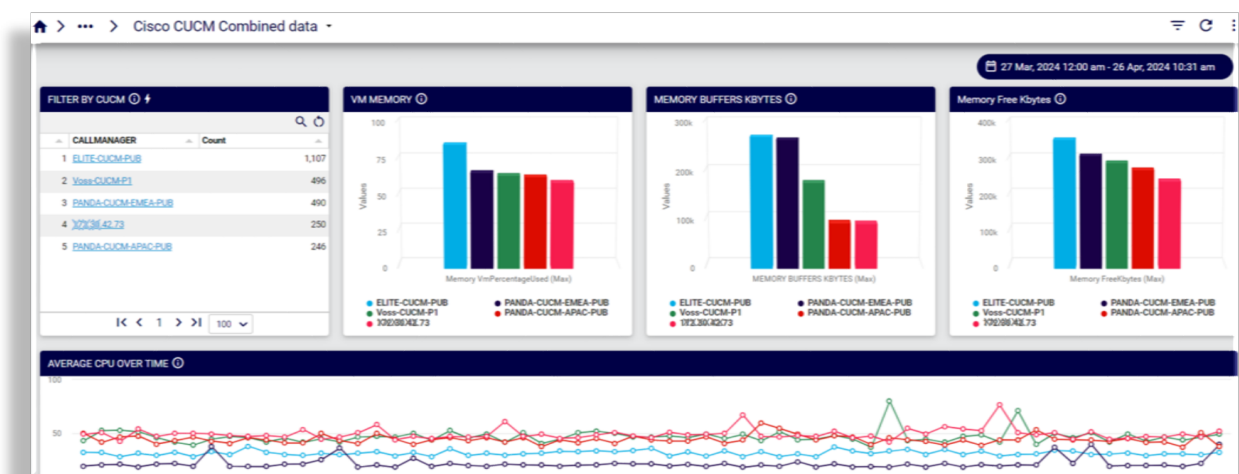 > ••• > Cisco CUCM Combined data
27 Mar, 2024 12:00 am - 26 Apr, 2024 10:31 am
FILTER BY CUCM
CALLMANAGER Count
1 ELITE-CUCM-PUB 1,107
2 Voss-CUCM-P1 496
3 PANDA-CUCM-EMEA-PUB 490
4 42.73 250
5 PANDA-CUCM-APAC-PUB 246
1 100
VM MEMORY
100
75
50
25
0
Values
Memory VmPercentageUsed (Max)
ELITE-CUCM-PUB PANDA-CUCM-EMEA-PUB
Voss-CUCM-P1 PANDA-CUCM-APAC-PUB
MEMORY BUFFERS KBYTES
300k
200k
100k
0
Values
MEMORY BUFFERS KBYTES (Max)
ELITE-CUCM-PUB PANDA-CUCM-EMEA-PUB
Voss-CUCM-P1 PANDA-CUCM-APAC-PUB
Memory Free Kbytes
400k
300k
200k
100k
0
Values
Memory FreeKbytes (Max)
ELITE-CUCM-PUB PANDA-CUCM-EMEA-PUB
Voss-CUCM-P1 PANDA-CUCM-APAC-PUB
AVERAGE CPU OVER TIME
100
50